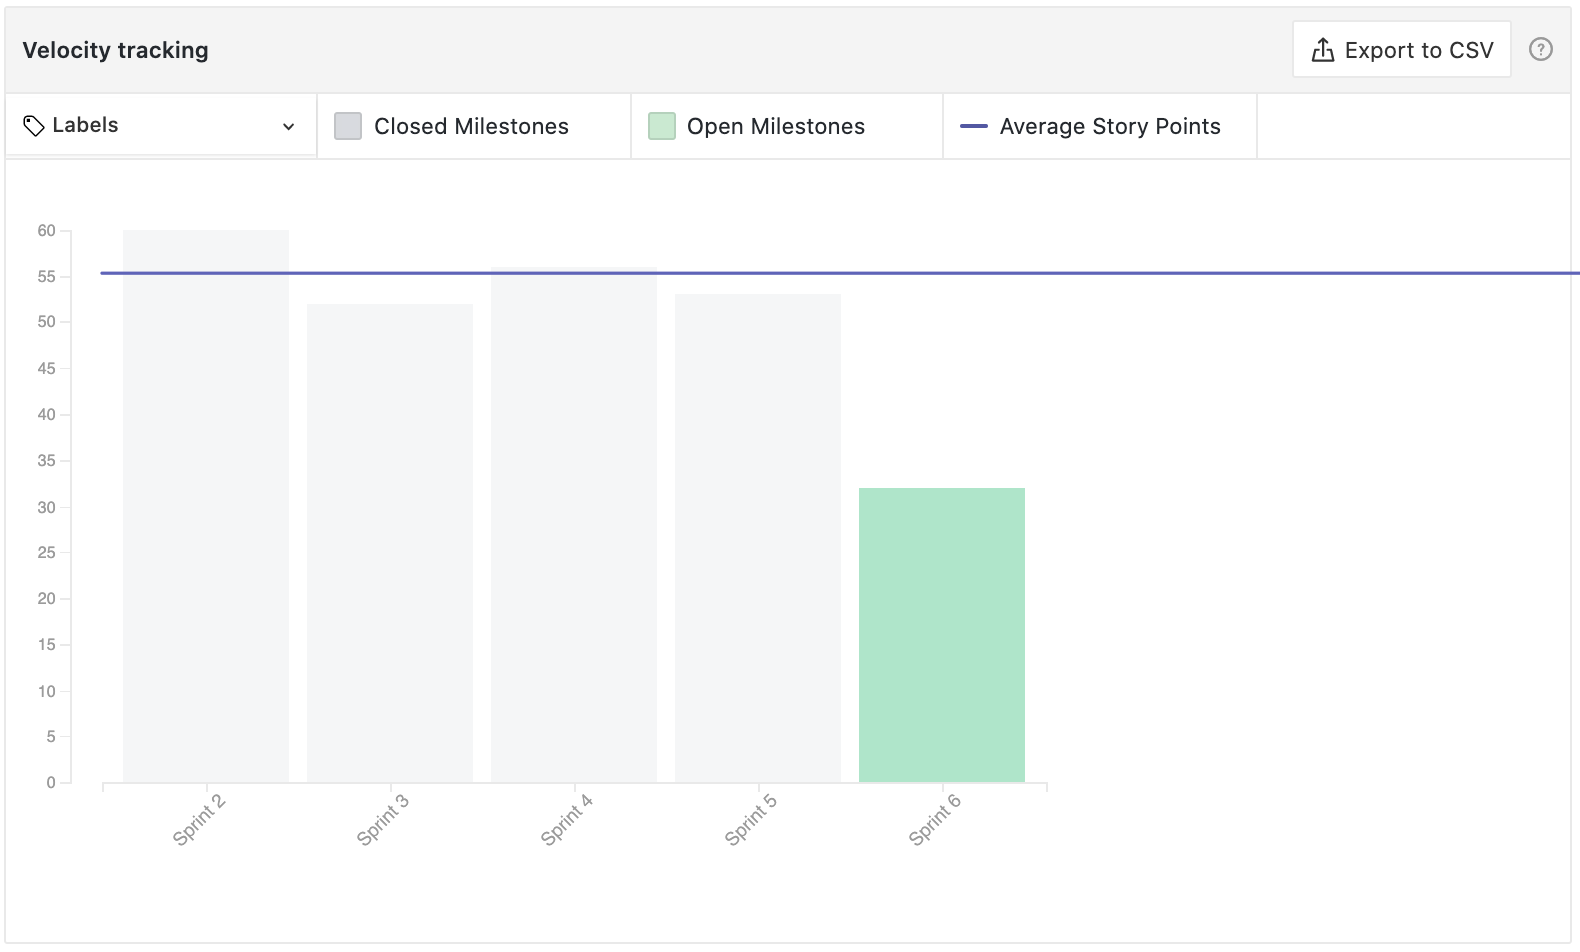 Velocity tracking
Export to CSV
?
Labels
Closed Milestones
Open Milestones
Average Story Points
60
55
50
45
40
35
30
25
20
15
10
5
0
Sprint 2
Sprint 3
Sprint 4
Sprint 5
Sprint 6